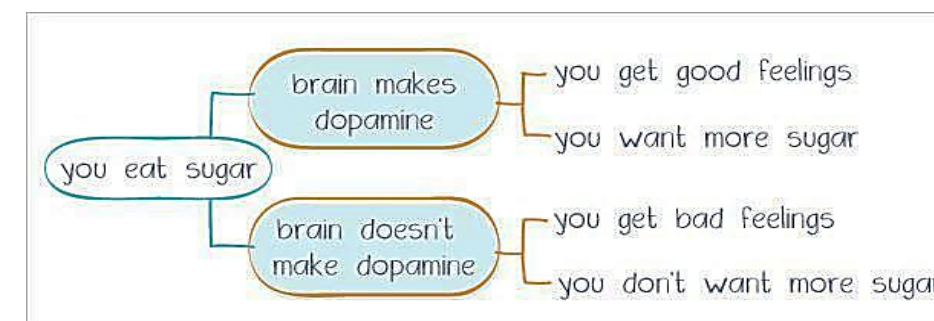 you eat sugar
brain makes
dopamine
you get good feelings
you want more sugar
brain doesn't
make dopamine
you get bad feelings
you don't want more sugar